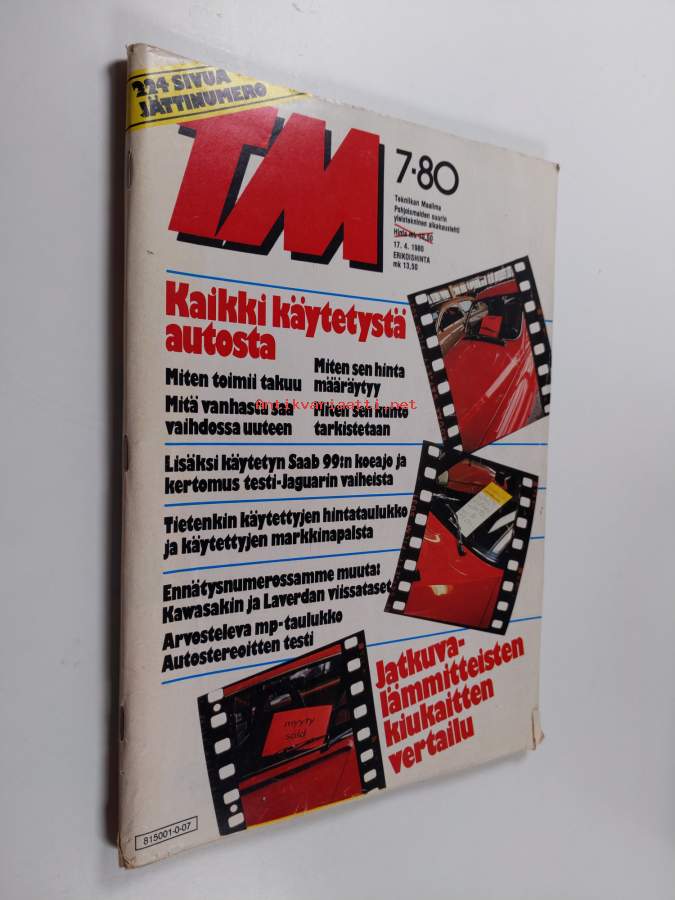 224 SIVUA
JÄTTINUMERO
TM
7·80
Tekniikan Maailma
Pohjoismaiden suurin
yleistekninen aikakauslehti
Hinta mk
17. 4. 1980
ERIKOISHINTA
mk 13,50
Kaikki käytetystä
autosta
Miten toimii takuu
Miten sen hinta
määräytyy
Mitä vanhasta saa
vaihdossa uuteen
Miten sen kunto
tarkistetaan
Antikvariaatti.net
Lisäksi käytetyn Saab 99:n koeajo ja
kertomus testi-Jaguarin vaiheista
Tietenkin käytettyjen hintataulukko
ja käytettyjen markkinapalsta
Ennätysnumerossamme muuta:
Kawasakin ja Laverdan viissataset
Arvosteleva mp-taulukko
Autostereoitten testi
Jatkuva-
lämmitteisten
kiukaitten
vertailu
myyty
såld
815001-0-07